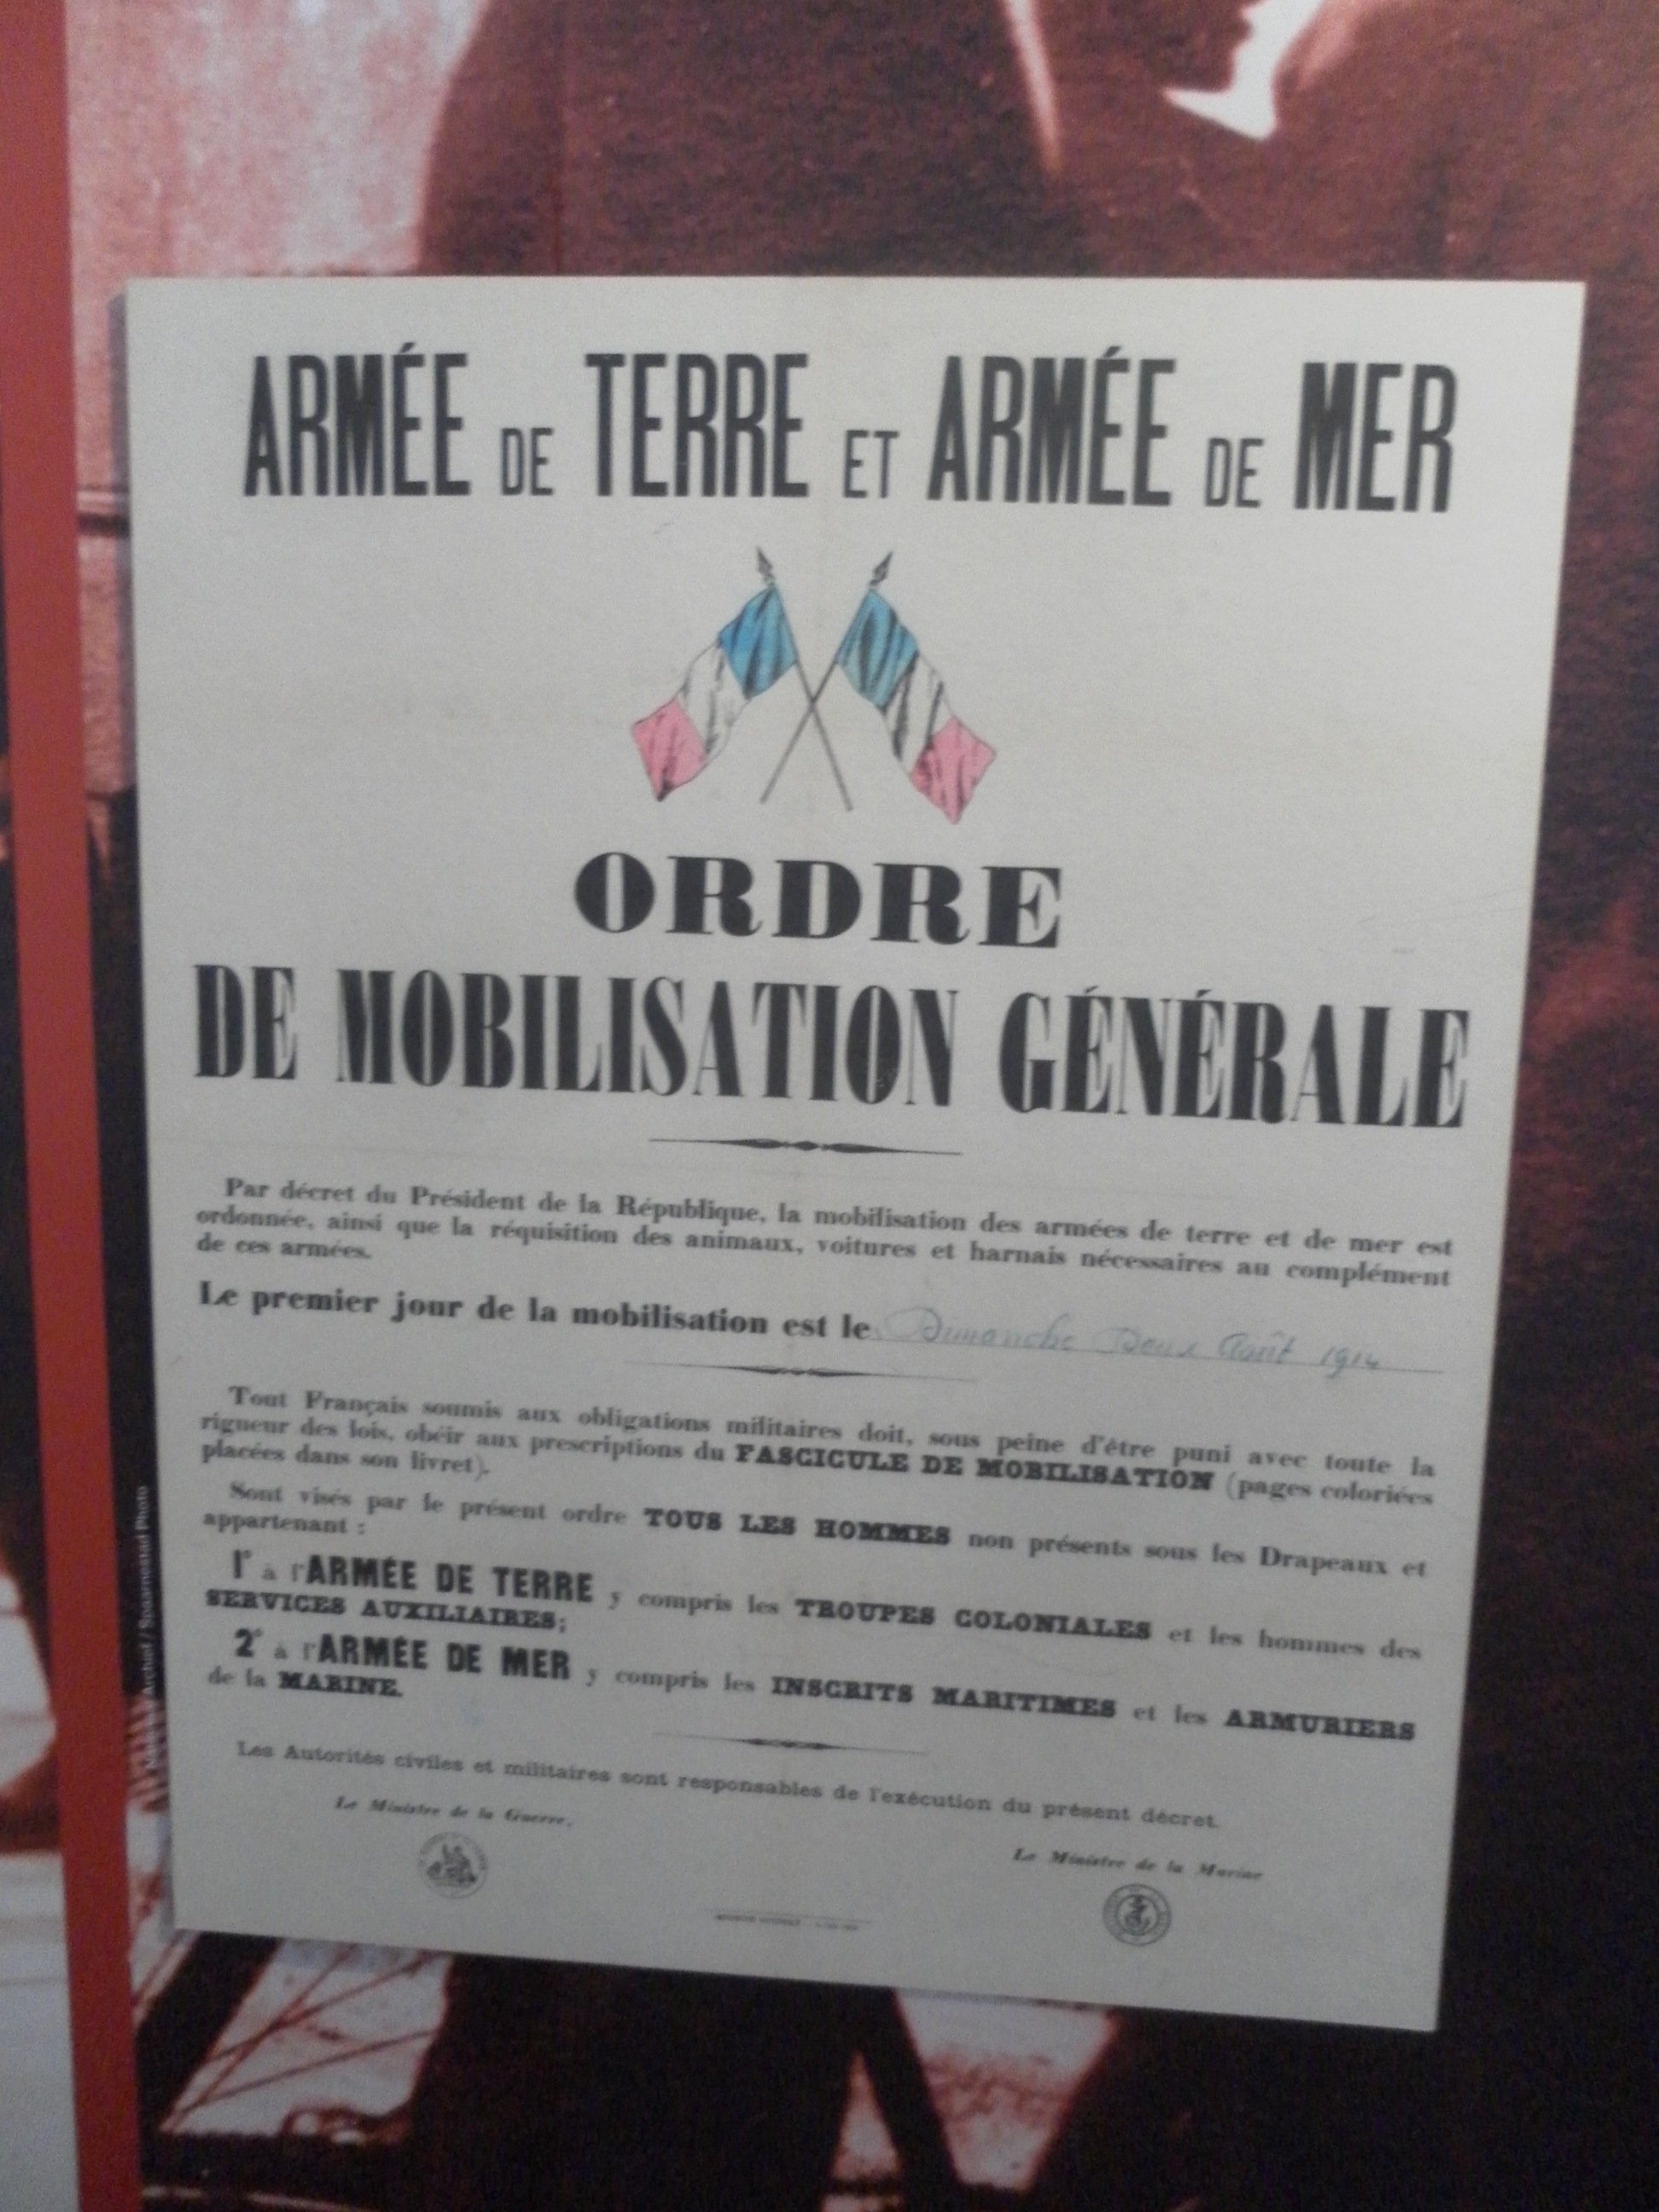 ARMÉE DE TERRE ET ARMÉE DE MER
ORDRE
DE MOBILISATION GÉNÉRALE
Par décret du Président de la République, la mobilisation des armées de terre et de mer est
ordonnée, ainsi que la réquisition des animaux, voitures et harnais nécessaires au complément
de ces armées.
Le premier jour de la mobilisation est le Dimanche Deux Août 1914
Tout Français soumis aux obligations militaires doit, sous peine d'être puni avec toute la
rigueur des lois, obéir aux prescriptions du FASCICULE DE MOBILISATION (pages coloriées
placées dans son livret).
Sont visés par le présent ordre TOUS LES HOMMES non présents sous les Drapeaux et
appartenant :
1° à l'ARMÉE DE TERRE y compris les TROUPES COLONIALES et les hommes des
SERVICES AUXILIAIRES;
2° à l'ARMÉE DE MER y compris les INSCRITS MARITIMES et les ARMURIERS
de la MARINE.
Les Autorités civiles et militaires sont responsables de l'exécution du présent décret.
Le Ministre de la Guerre,
Le Ministre de la Marine
Archief / Spaarnestad Photo